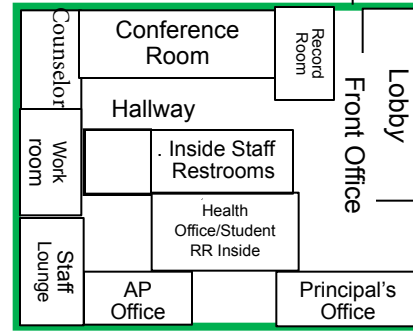 Counselor
Conference
Room
Record
Room
Lobby
Front Office
Hallway
Work
room
. Inside Staff
Restrooms
Health
Office/Student
RR Inside
Staff
Lounge
AP
Office
Principal's
Office